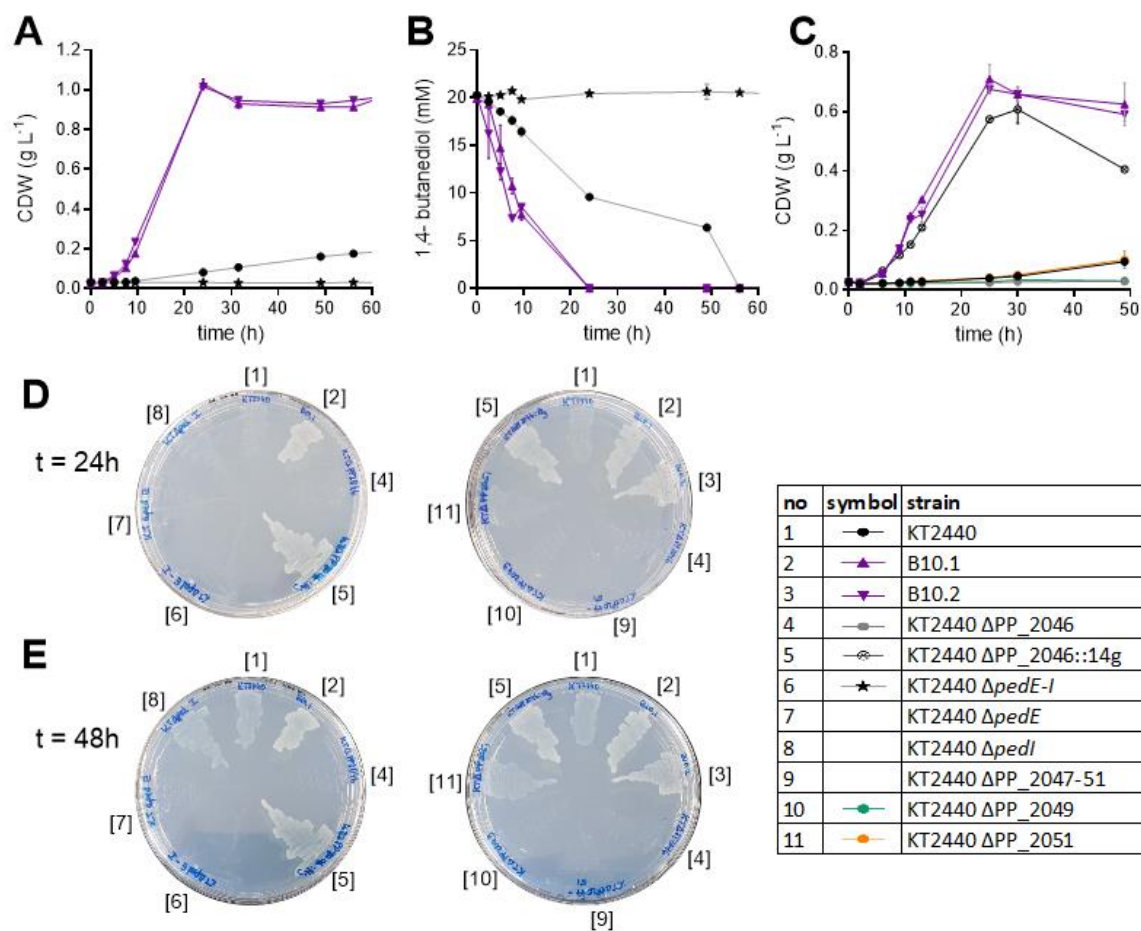 A
CDW (g L-1)
1.2
1.0
0.8
0.6
0.4
0.2
0.0
0 10 20 30 40 50 60
time (h)
B
1,4- butanediol (mM)
25
20
15
10
5
0
0 10 20 30 40 50 60
time (h)
C
CDW (g L-1)
0.8
0.6
0.4
0.2
0.0
0 10 20 30 40 50
time (h)
D
t = 24h
[1]
[2]
[4]
[5]
[6]
[7]
[8]
KT2440
[1]
[2]
[3]
[4]
[9]
[10]
[11]
[5]
KT2440
E
t = 48h
[1]
[2]
[4]
[5]
[6]
[7]
[8]
KT2440
[1]
[2]
[3]
[4]
[9]
[10]
[11]
[5]
KT2440
no symbol strain
1 KT2440
2 B10.1
3 B10.2
4 KT2440 ΔPP_2046
5 KT2440 ΔPP_2046::14g
6 KT2440 ΔpedE-I
7 KT2440 ΔpedE
8 KT2440 ΔpedI
9 KT2440 ΔPP_2047-51
10 KT2440 ΔPP_2049
11 KT2440 ΔPP_2051